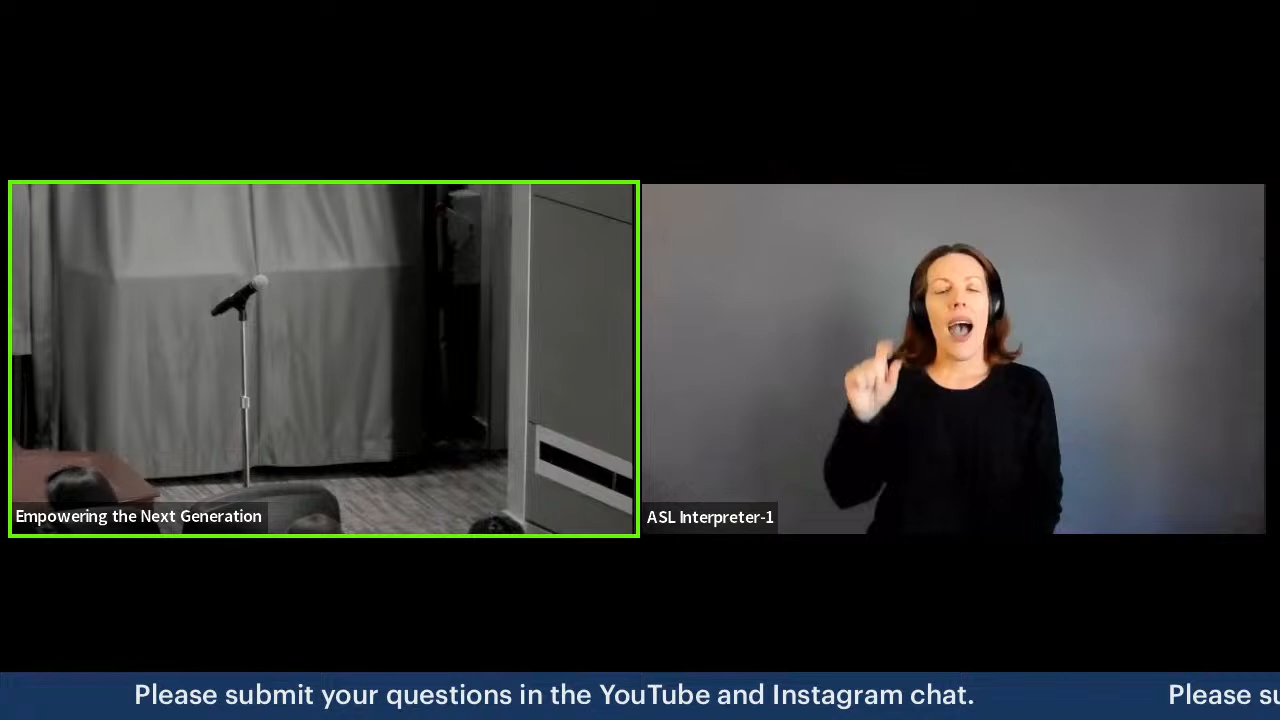 Empowering the Next Generation
ASL Interpreter-1
Please submit your questions in the YouTube and Instagram chat.
Please su